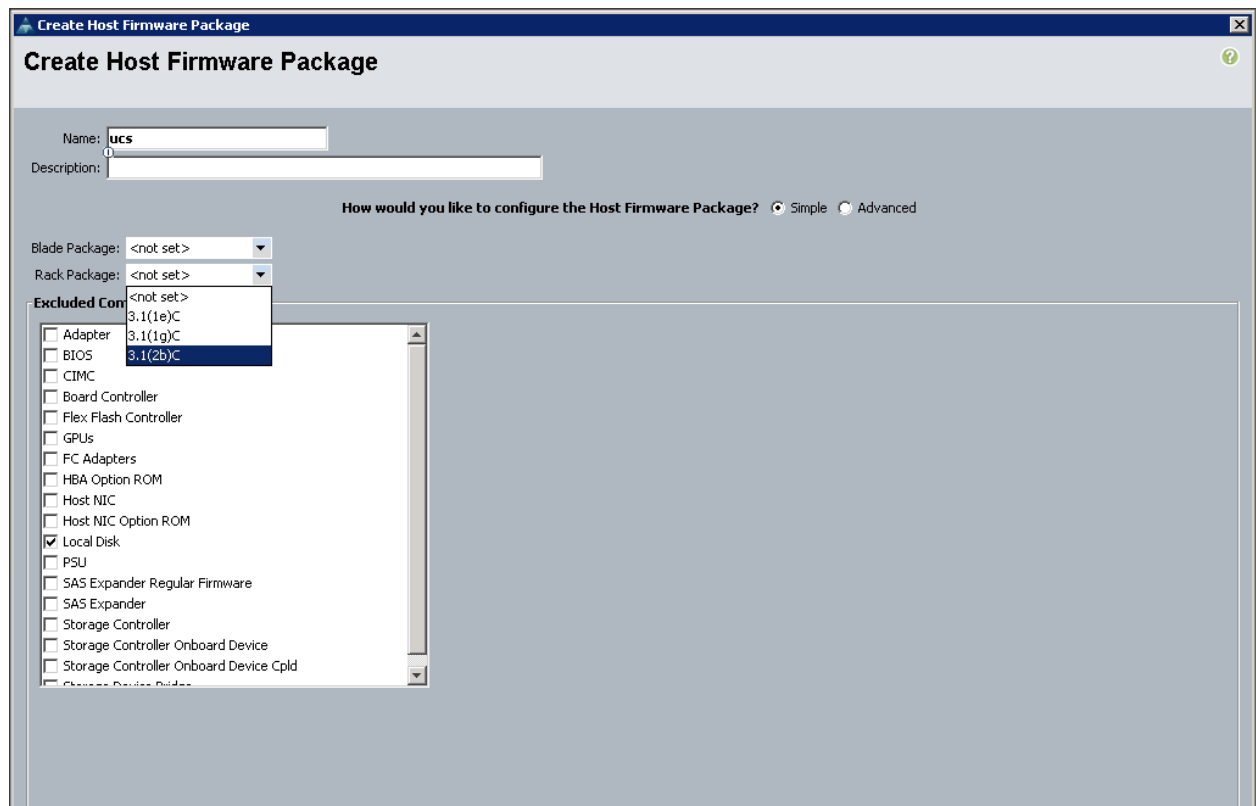 Create Host Firmware Package
Create Host Firmware Package
Name: ucs
Description:
How would you like to configure the Host Firmware Package? Simple Advanced
Blade Package: <not set>
Rack Package: <not set>
<not set>
3.1(1e)C
3.1(1g)C
3.1(2b)C
Excluded Con
Adapter
BIOS
CIMC
Board Controller
Flex Flash Controller
GPUs
FC Adapters
HBA Option ROM
Host NIC
Host NIC Option ROM
Local Disk
PSU
SAS Expander Regular Firmware
SAS Expander
Storage Controller
Storage Controller Onboard Device
Storage Controller Onboard Device Cpld
Storage Device Bridge